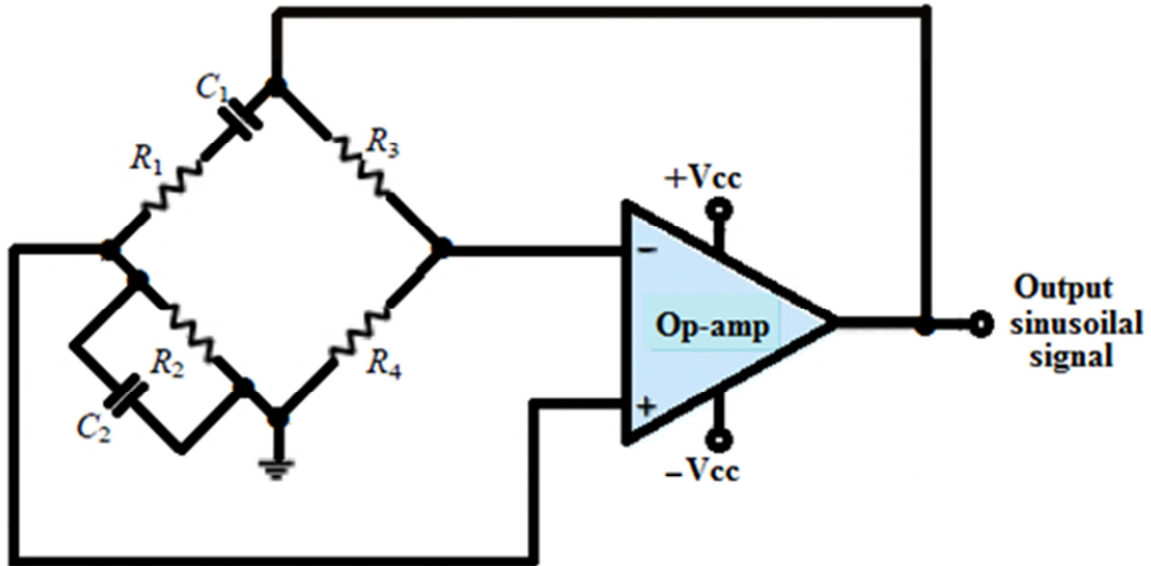 C1
R1
R3
+Vcc
−
Op-amp
Output
sinusoilal
signal
R2
R4
+
C2
−Vcc